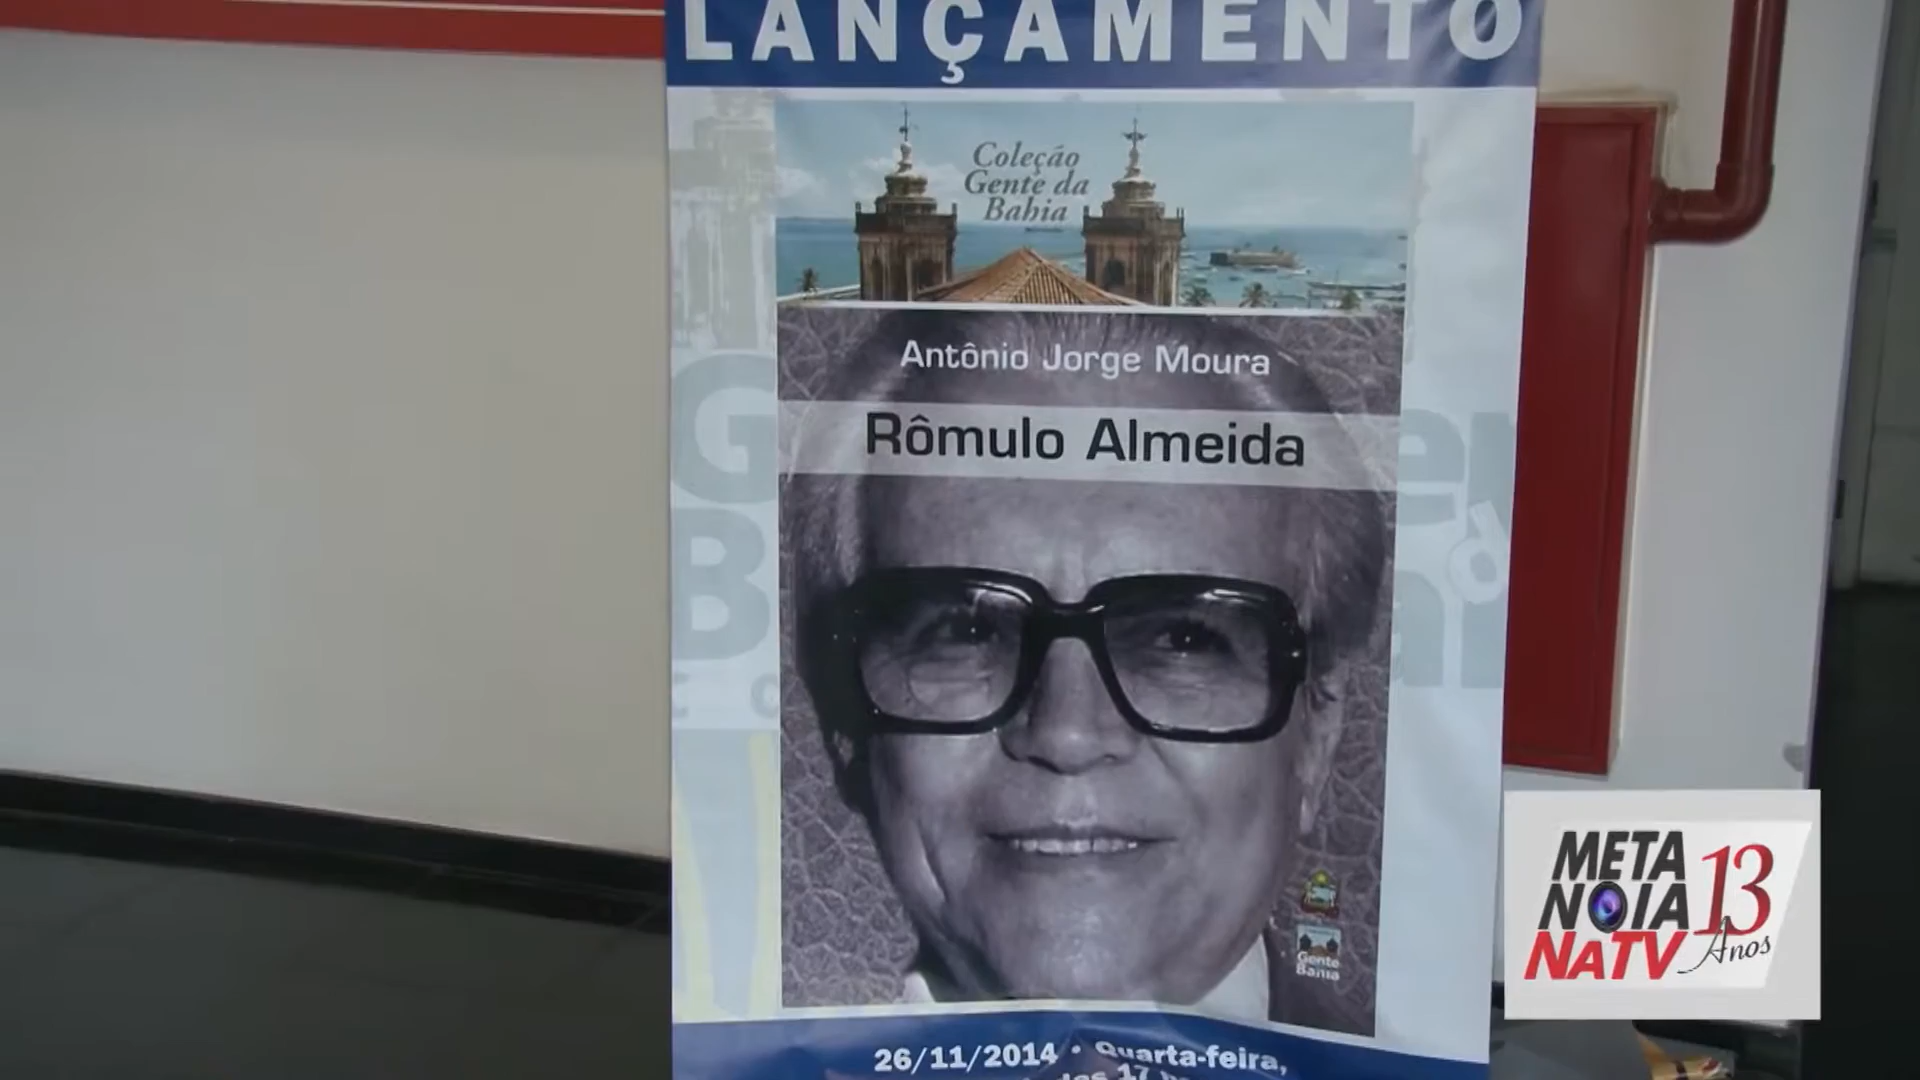 LANÇAMENTO
Coleção
Gente da
Bahia
Antônio Jorge Moura
Rômulo Almeida
Gente
Bahia
26/11/2014 • Quarta-feira,
17
META
NOIA
NATV
13
Anos